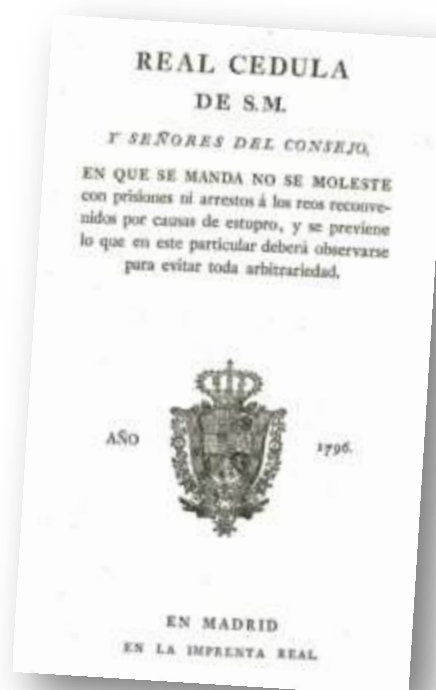 REAL CEDULA
DE S.M.
Y SEÑORES DEL CONSEJO,
EN QUE SE MANDA NO SE MOLESTE
con prisiones ni arrestos á los reos reconve-
nidos por causas de estupro, y se previene
lo que en este particular deberá observarse
para evitar toda arbitrariedad.
AÑO 1796.
EN MADRID
EN LA IMPRENTA REAL